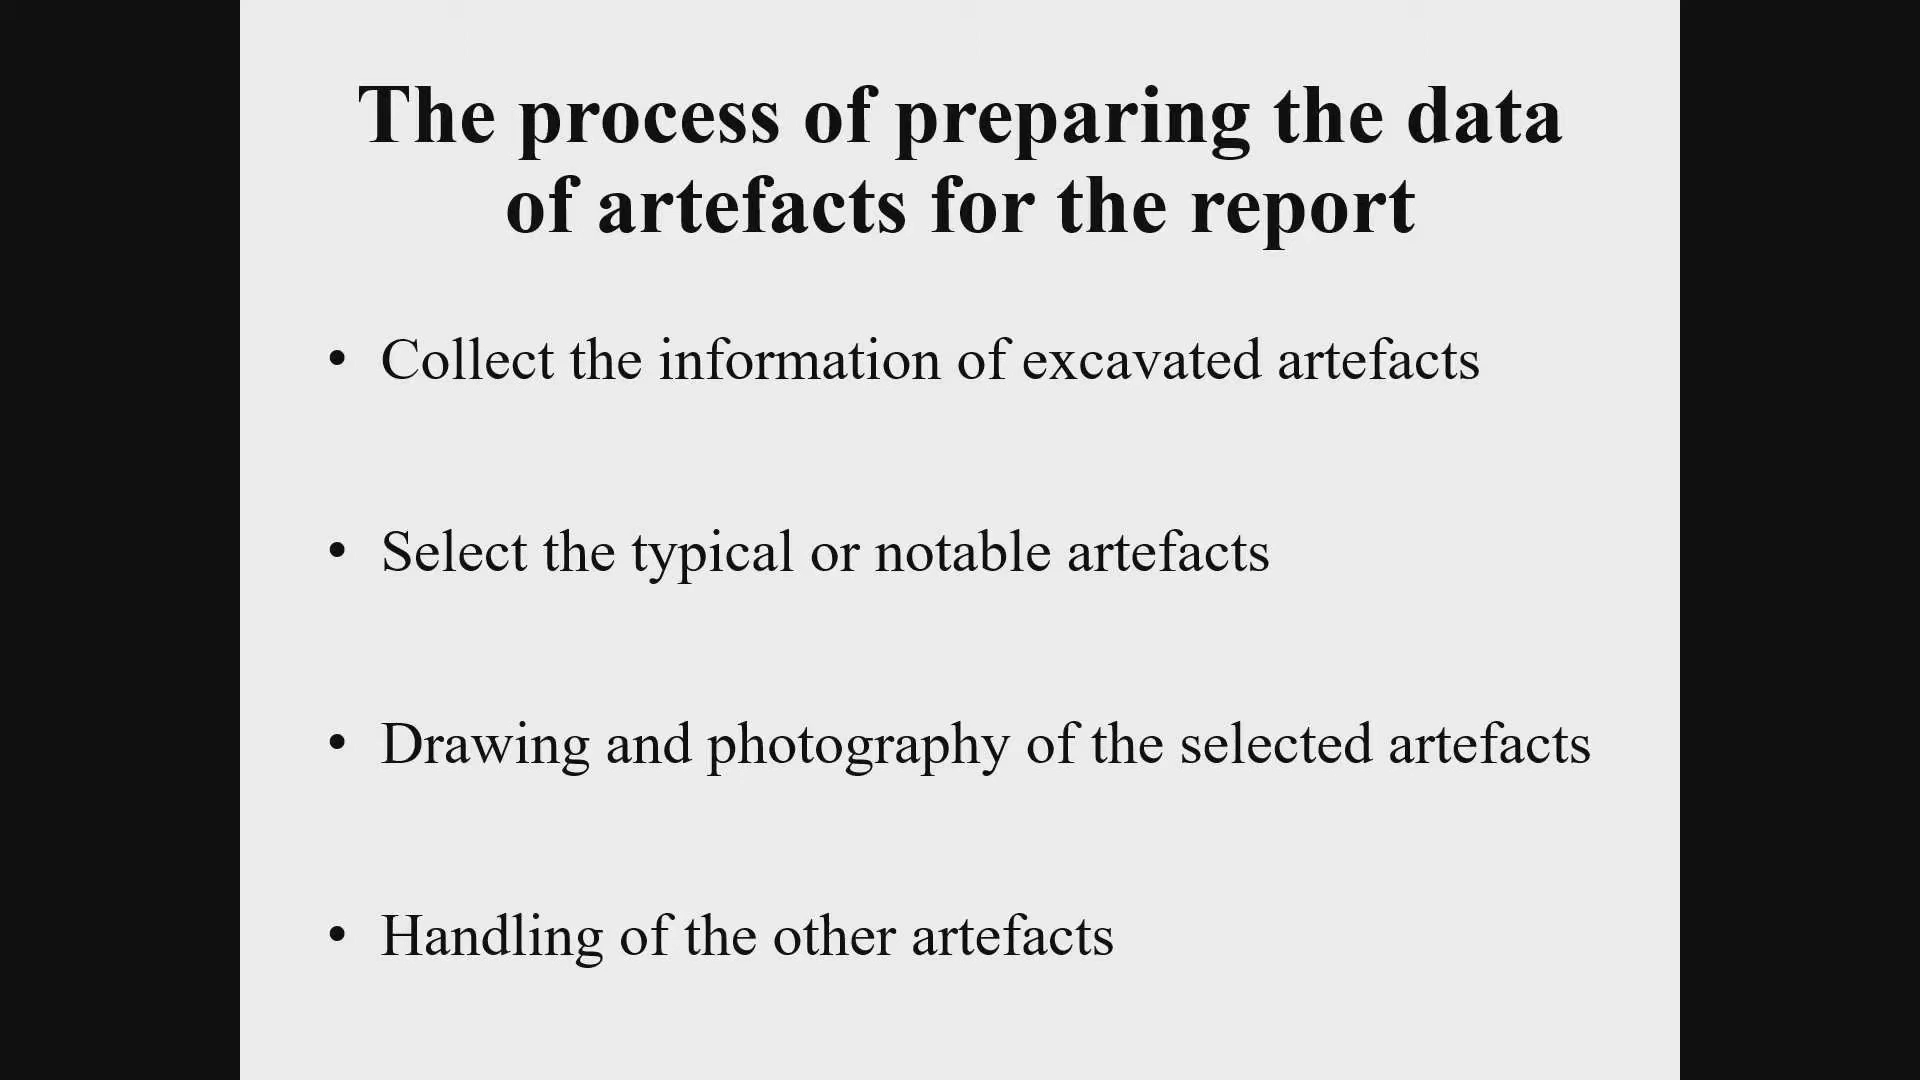 The process of preparing the data
of artefacts for the report
• Collect the information of excavated artefacts
• Select the typical or notable artefacts
• Drawing and photography of the selected artefacts
• Handling of the other artefacts